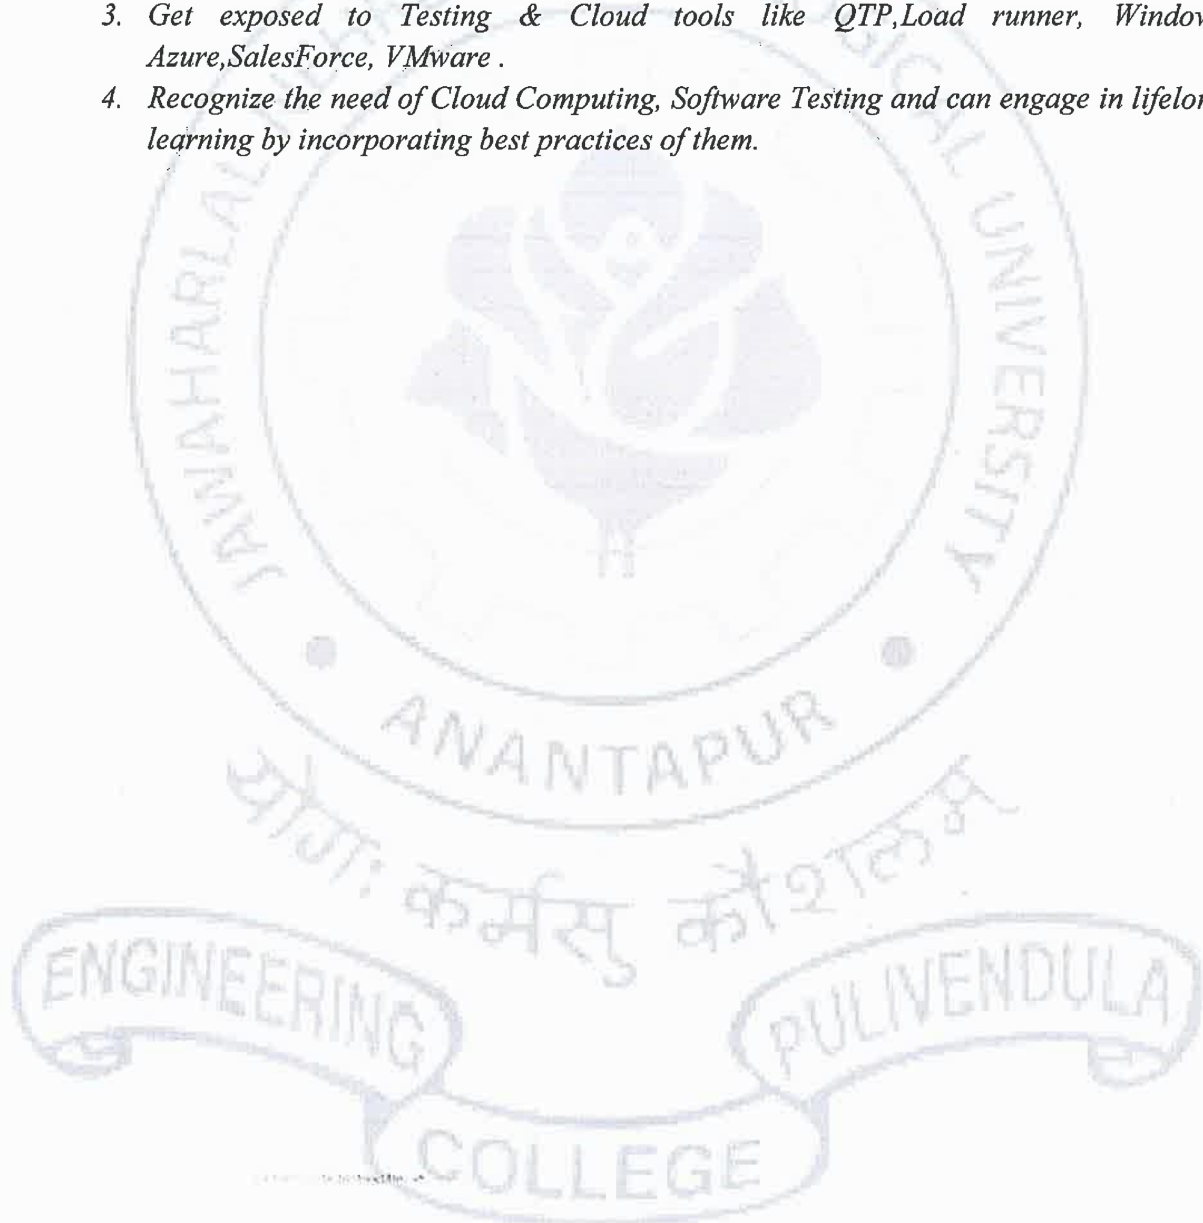 3. Get exposed to Testing & Cloud tools like QTP,Load runner, Window
Azure,SalesForce, VMware .
4. Recognize the need of Cloud Computing, Software Testing and can engage in lifelon
learning by incorporating best practices of them.
JAWAHARLAL
UNIVERSITY
ANANTAPUR
योगः कर्मसु कौशलम्
ENGINEERING
PULIVENDULA
COLLEGE